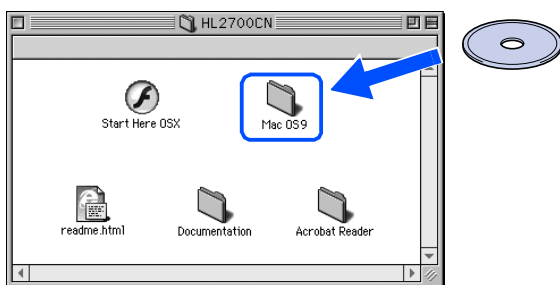 HL2700CN
Start Here OSX
Mac OS9
readme.html
Documentation
Acrobat Reader